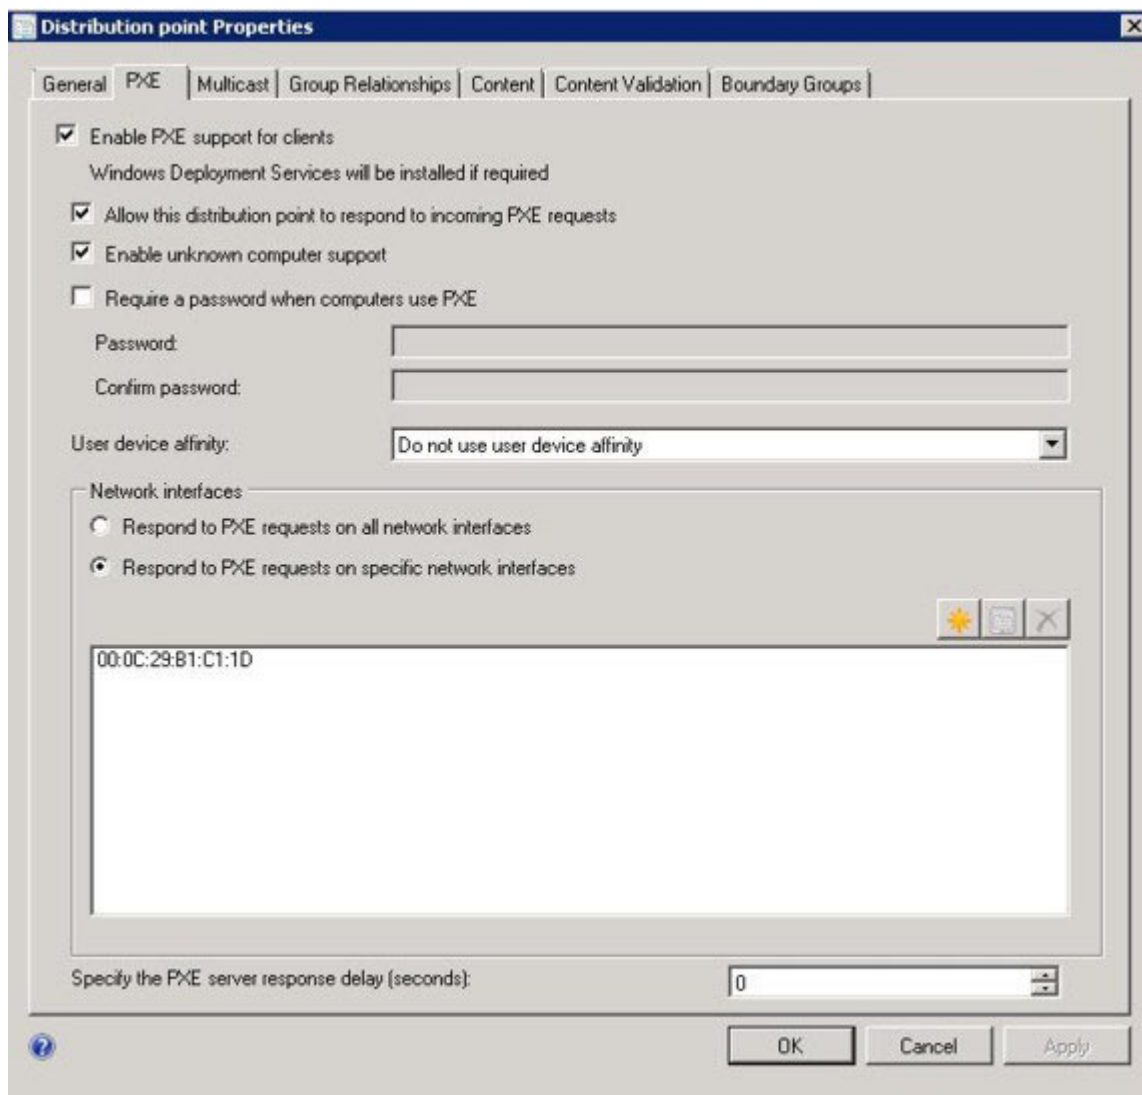 Distribution point Properties
General PXE Multicast Group Relationships Content Content Validation Boundary Groups
Enable PXE support for clients
Windows Deployment Services will be installed if required
Allow this distribution point to respond to incoming PXE requests
Enable unknown computer support
Require a password when computers use PXE
Password:
Confirm password:
User device affinity: Do not use user device affinity
Network interfaces
Respond to PXE requests on all network interfaces
Respond to PXE requests on specific network interfaces
00:0C:29:B1:C1:1D
Specify the PXE server response delay (seconds): 0
OK Cancel Apply